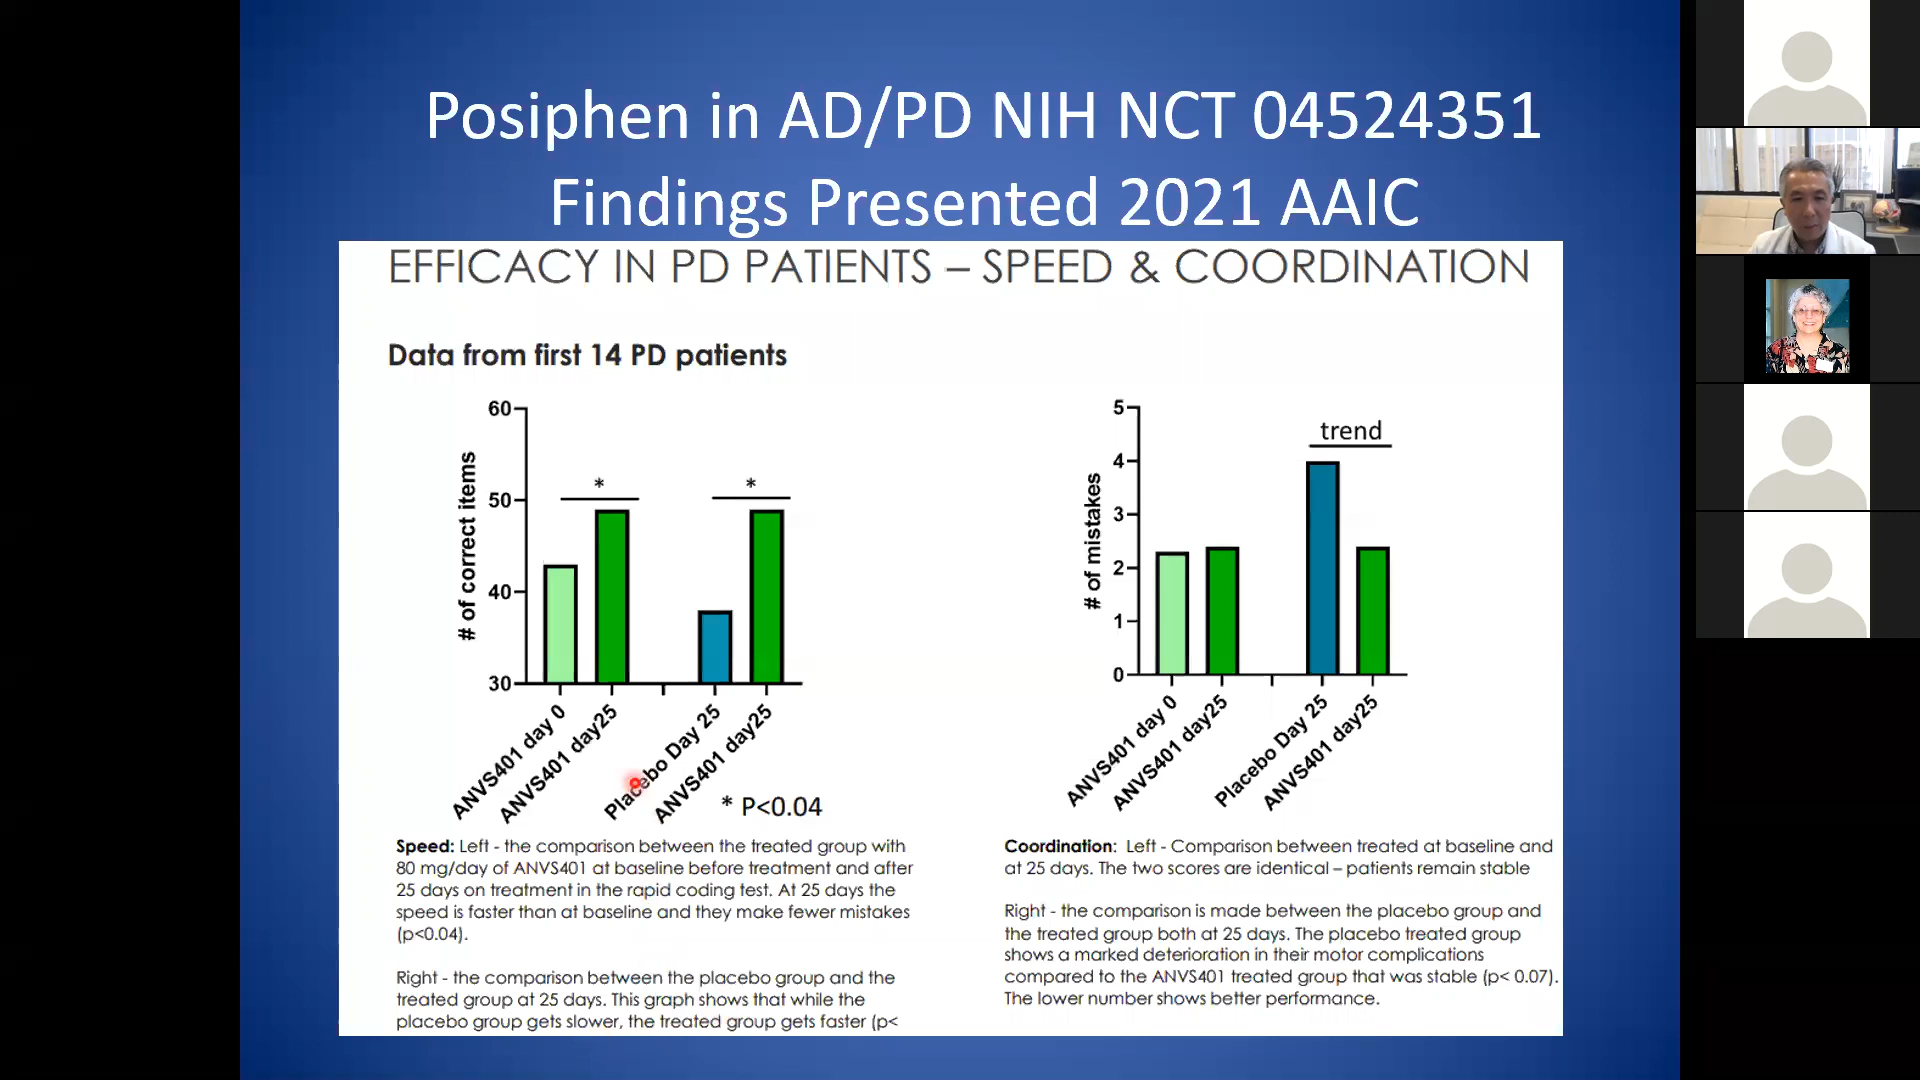 Posiphen in AD/PD NIH NCT 04524351
Findings Presented 2021 AAIC
EFFICACY IN PD PATIENTS – SPEED & COORDINATION
Data from first 14 PD patients
60
50
40
30
# of correct items
*
*
ANVS401 day 0
ANVS401 day25
Placebo Day 25
ANVS401 day25
* P<0.04
5
4
3
2
1
0
# of mistakes
trend
ANVS401 day 0
ANVS401 day25
Placebo Day 25
ANVS401 day25
Speed: Left - the comparison between the treated group with
80 mg/day of ANVS401 at baseline before treatment and after
25 days on treatment in the rapid coding test. At 25 days the
speed is faster than at baseline and they make fewer mistakes
(p<0.04).
Right - the comparison between the placebo group and the
treated group at 25 days. This graph shows that while the
placebo group gets slower, the treated group gets faster (p<
Coordination: Left - Comparison between treated at baseline and
at 25 days. The two scores are identical – patients remain stable
Right - the comparison is made between the placebo group and
the treated group both at 25 days. The placebo treated group
shows a marked deterioration in their motor complications
compared to the ANVS401 treated group that was stable (p< 0.07).
The lower number shows better performance.